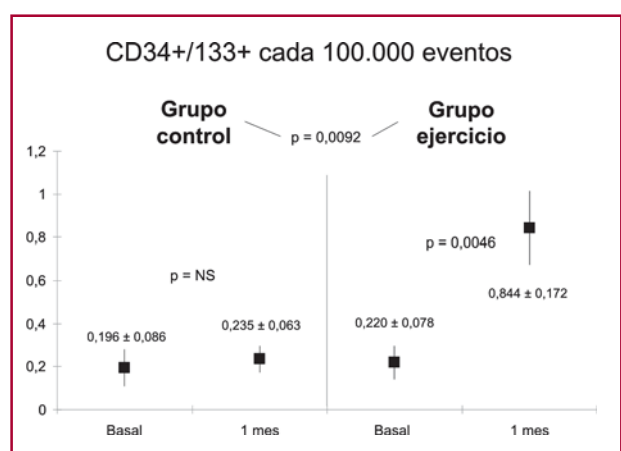 CD34+/133+ cada 100.000 eventos
Grupo
control
Grupo
ejercicio
p = 0,0092
1,2
1
0,8
0,6
0,4
0,2
0
p = NS
0,196 ± 0,086
0,235 ± 0,063
p = 0,0046
0,220 ± 0,078
0,844 ± 0,172
Basal
1 mes
Basal
1 mes